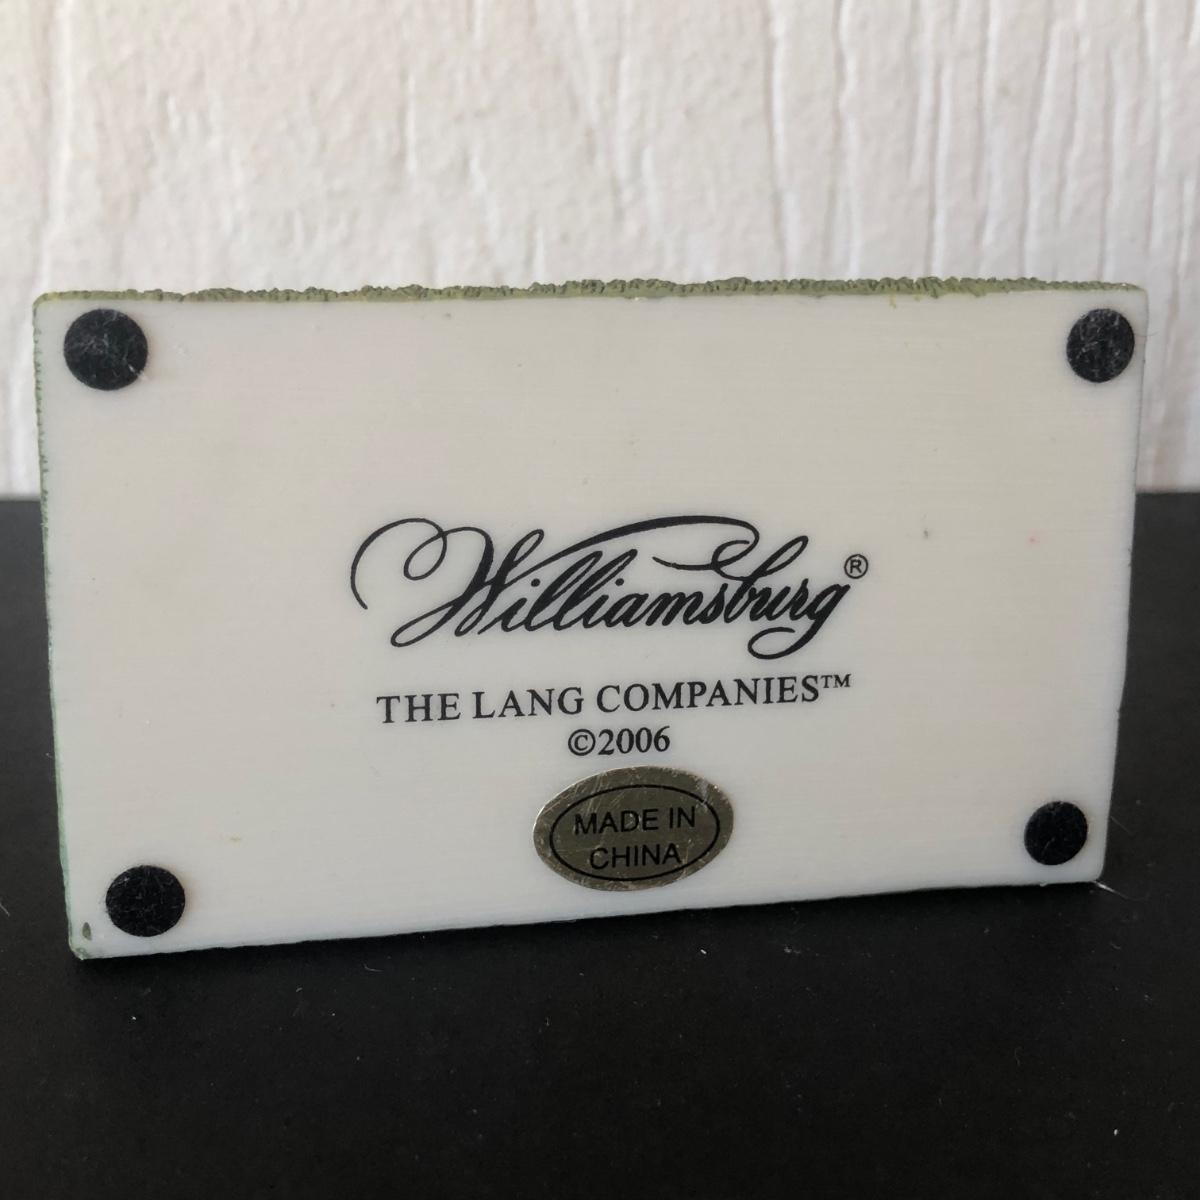 Williamsburg®
THE LANG COMPANIES™
©2006
MADE IN
CHINA